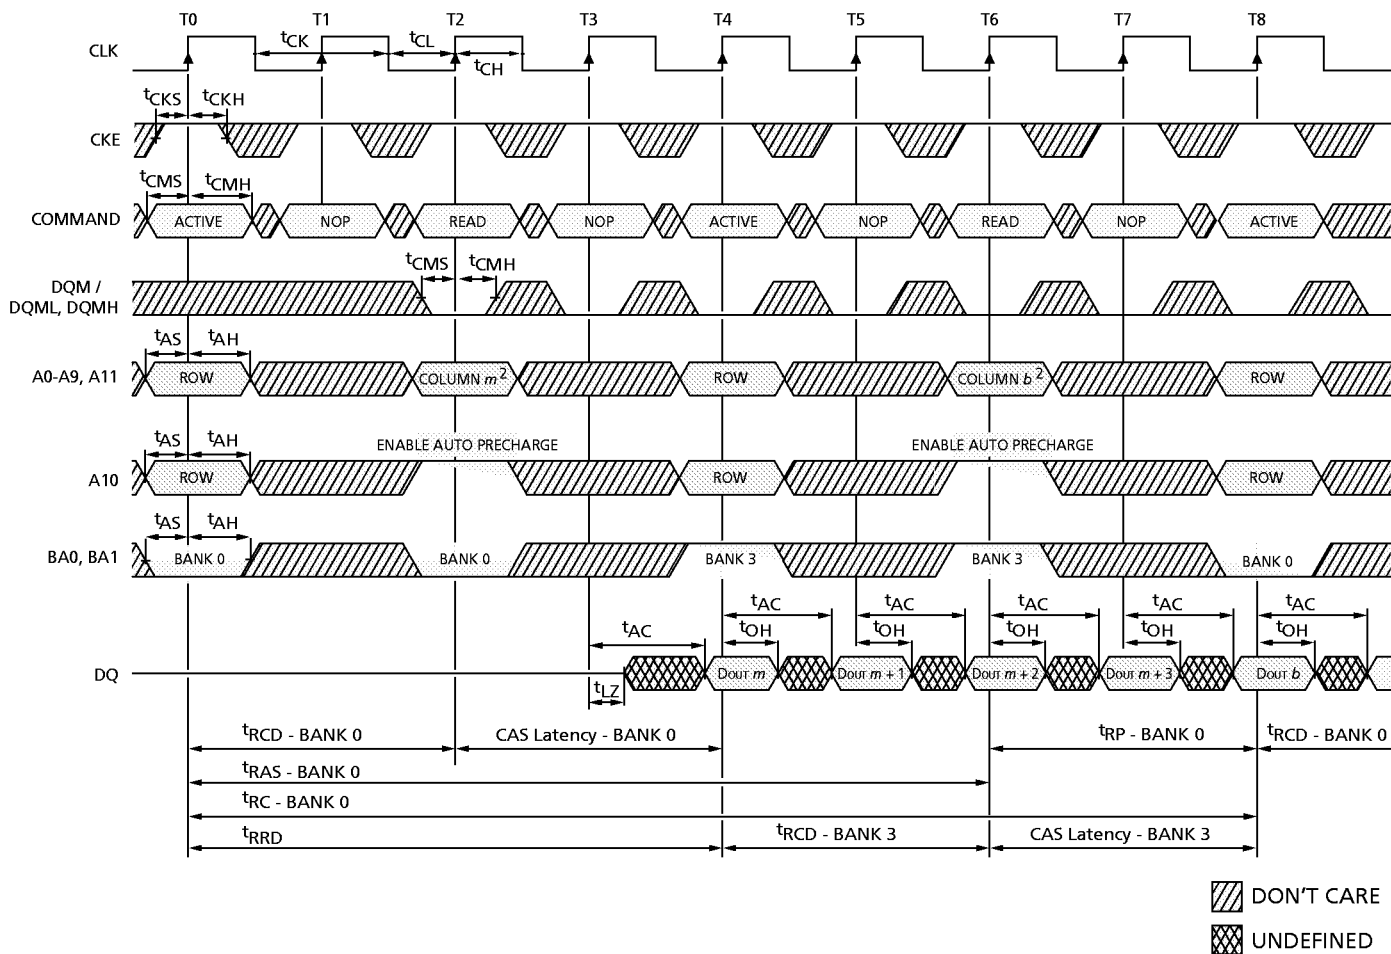 T0 T1 T2 T3 T4 T5 T6 T7 T8
CLK tCK tCL tCH
tCKS tCKH
CKE
tCMS tCMH
COMMAND ACTIVE NOP READ NOP ACTIVE NOP READ NOP ACTIVE
tCMS tCMH
DQM /
DQML, DQMH
tAS tAH
A0-A9, A11 ROW COLUMN m2 ROW COLUMN b2 ROW
tAS tAH ENABLE AUTO PRECHARGE ENABLE AUTO PRECHARGE
A10 ROW ROW ROW
tAS tAH
BA0, BA1 BANK 0 BANK 0 BANK 3 BANK 3 BANK 0
tAC tAC tAC tAC tAC tAC
tOH tOH tOH tOH tOH
DQ DOUT m DOUT m + 1 DOUT m + 2 DOUT m + 3 DOUT b
tLZ
tRCD - BANK 0 CAS Latency - BANK 0 tRP - BANK 0 tRCD - BANK 0
tRAS - BANK 0
tRC - BANK 0
tRRD tRCD - BANK 3 CAS Latency - BANK 3
DON'T CARE
UNDEFINED